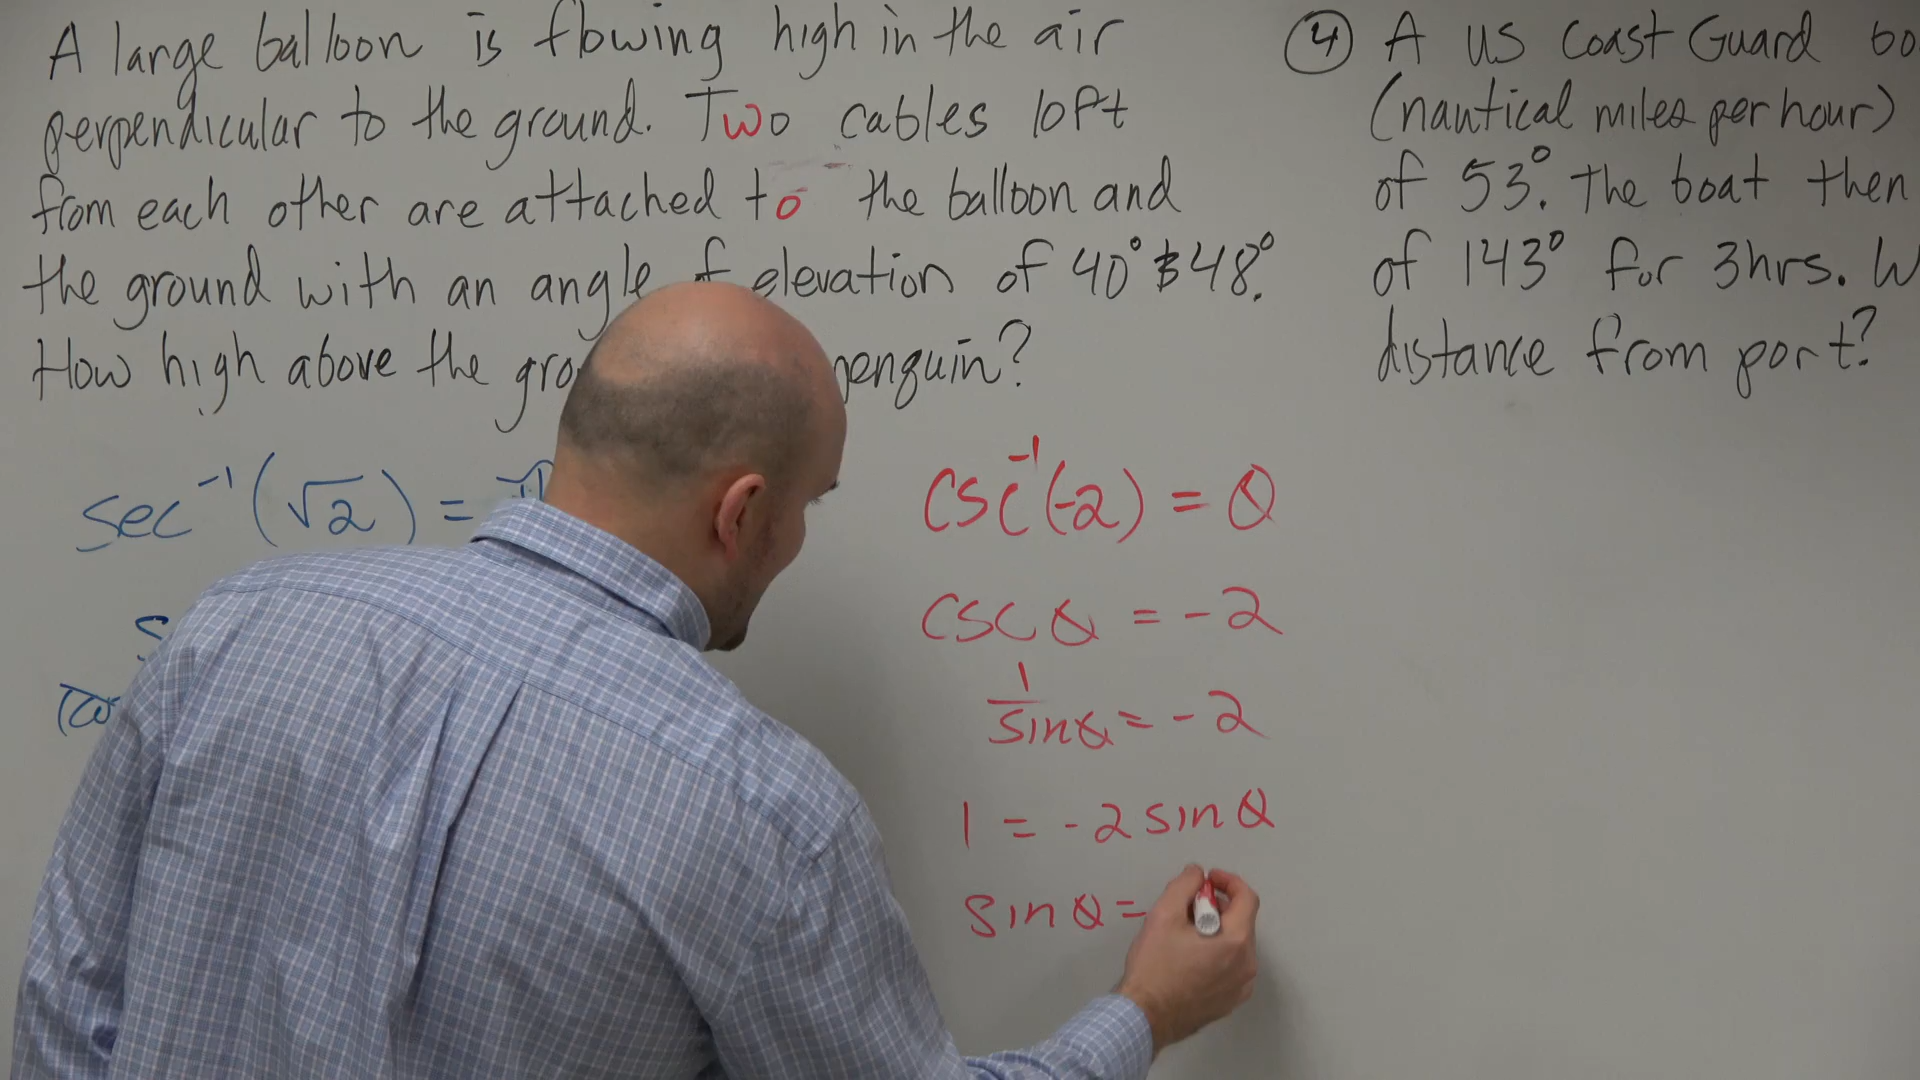 A large balloon is flowing high in the air
perpendicular to the ground. Two cables 10ft
from each other are attached to the balloon and
the ground with an angle of elevation of 40° & 48°.
How high above the penguin?
④ A US Coast Guard
(nautical miles per hour)
of 53°. The boat then
of 143° for 3hrs.
distance from port?
sec⁻¹(√2) =
csc⁻¹(-2) = θ
csc θ = -2
1/sinθ = -2
1 = -2 sin θ
sin θ =